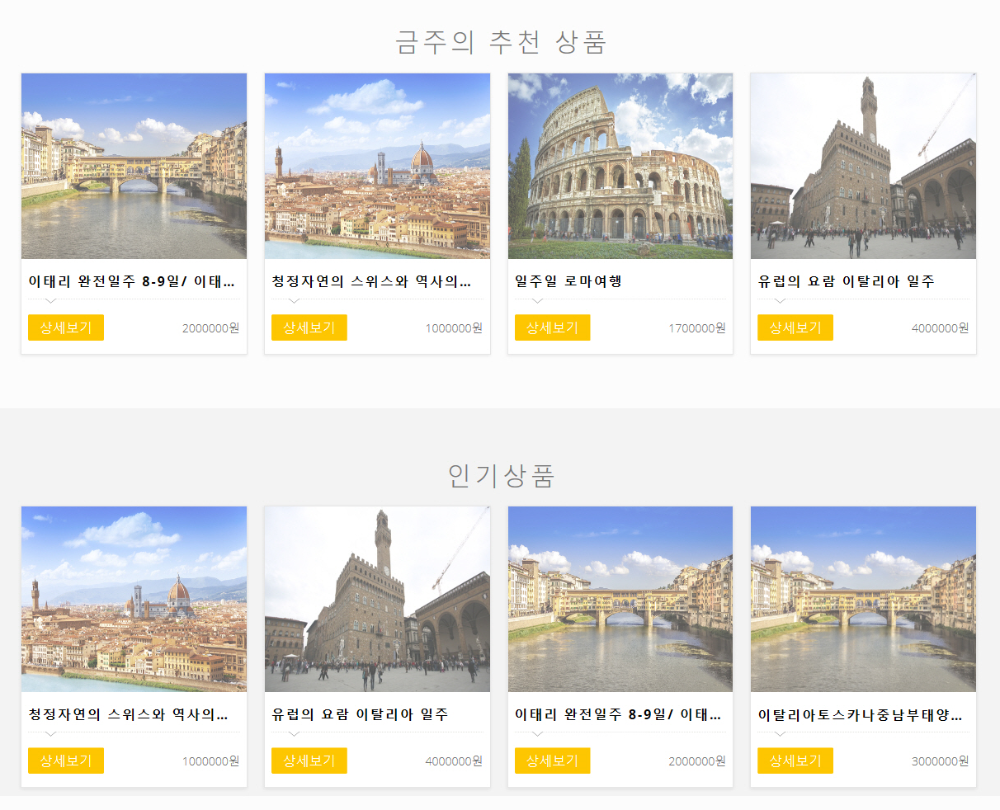 금주의 추천 상품
이태리 완전일주 8-9일/ 이태...
청정자연의 스위스와 역사의...
일주일 로마여행
유럽의 요람 이탈리아 일주
상세보기 2000000원
상세보기 1000000원
상세보기 1700000원
상세보기 4000000원
인기상품
청정자연의 스위스와 역사의...
유럽의 요람 이탈리아 일주
이태리 완전일주 8-9일/ 이태...
이탈리아토스카나중남부태양...
상세보기 1000000원
상세보기 4000000원
상세보기 2000000원
상세보기 3000000원